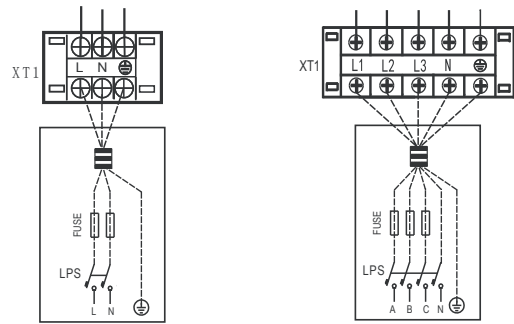 XT1
L N
FUSE
LPS
L N
XT1
L1 L2 L3 N
FUSE
LPS
A B C N